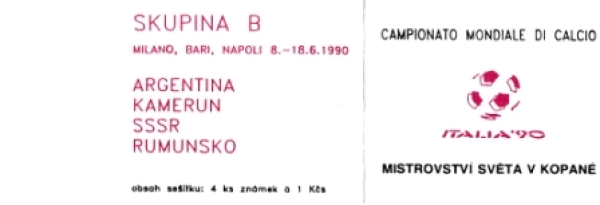 SKUPINA B
MILANO, BARI, NAPOLI 8.–18.6.1990
ARGENTINA
KAMERUN
SSSR
RUMUNSKO
obsah sešitku: 4 ks známek a 1 Kčs
CAMPIONATO MONDIALE DI CALCIO
ITALIA'90
MISTROVSTVÍ SVĚTA V KOPANÉ